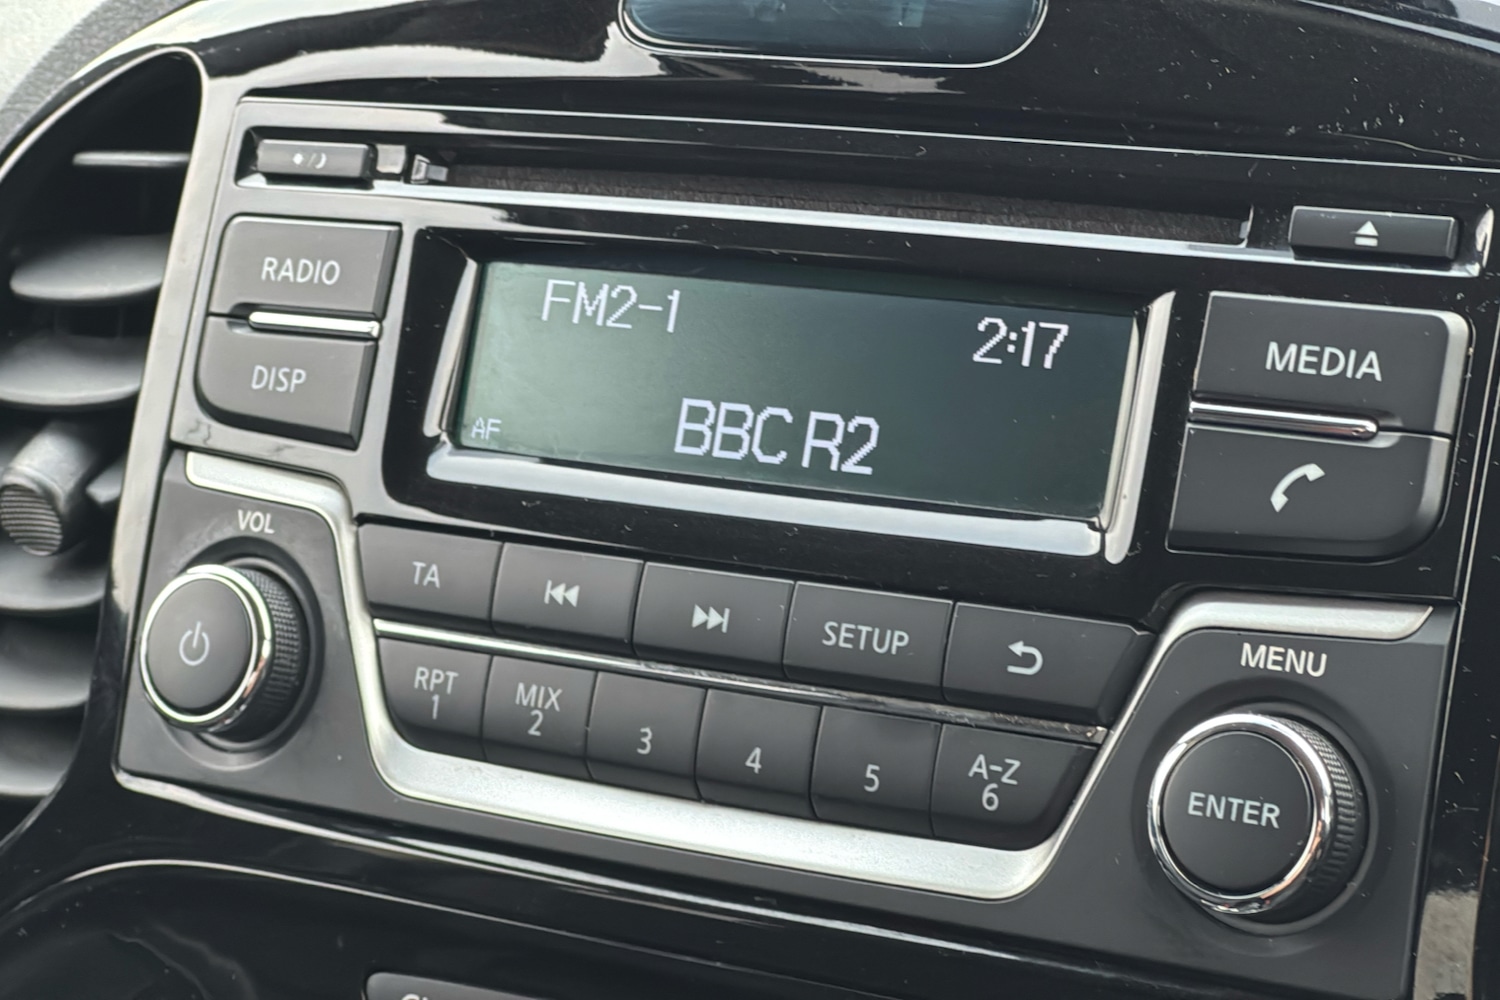 RADIO
DISP
FM2-1
2:17
AF
BBC R2
MEDIA
VOL
TA
SETUP
MENU
RPT
1
MIX
2
3
4
5
A-Z
6
ENTER